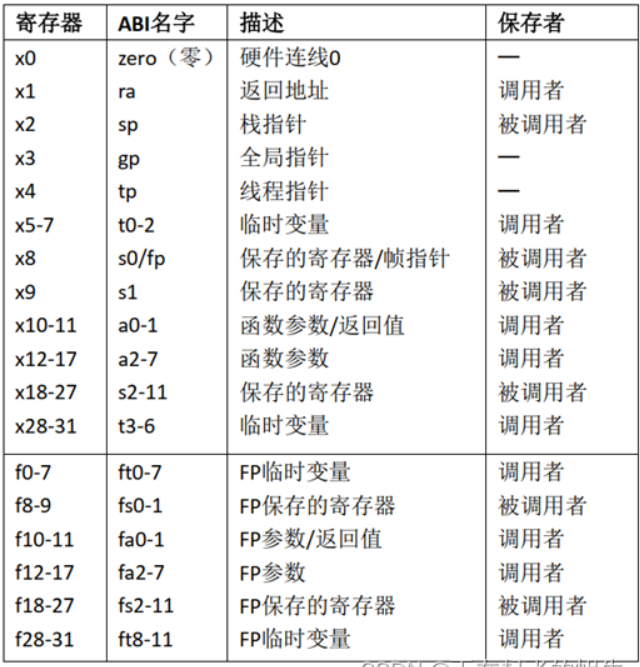 寄存器 ABI名字 描述 保存者
x0 zero（零） 硬件连线0 —
x1 ra 返回地址 调用者
x2 sp 栈指针 被调用者
x3 gp 全局指针 —
x4 tp 线程指针 —
x5-7 t0-2 临时变量 调用者
x8 s0/fp 保存的寄存器/帧指针 被调用者
x9 s1 保存的寄存器 被调用者
x10-11 a0-1 函数参数/返回值 调用者
x12-17 a2-7 函数参数 调用者
x18-27 s2-11 保存的寄存器 被调用者
x28-31 t3-6 临时变量 调用者
f0-7 ft0-7 FP临时变量 调用者
f8-9 fs0-1 FP保存的寄存器 被调用者
f10-11 fa0-1 FP参数/返回值 调用者
f12-17 fa2-7 FP参数 调用者
f18-27 fs2-11 FP保存的寄存器 被调用者
f28-31 ft8-11 FP临时变量 调用者